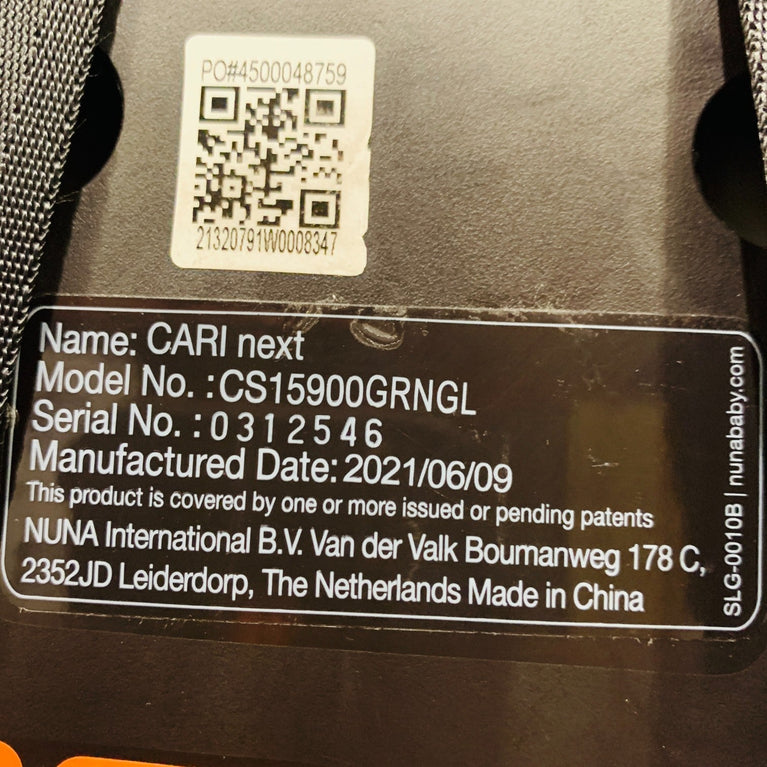 PO#4500048759
21320791W0008347
Name: CARI next
Model No. :CS15900GRNGL
Serial No. :0312546
Manufactured Date: 2021/06/09
This product is covered by one or more issued or pending patents
NUNA International B.V. Van der Valk Boumanweg 178 C,
2352JD Leiderdorp, The Netherlands Made in China
SLG-0010B | nunababy.com